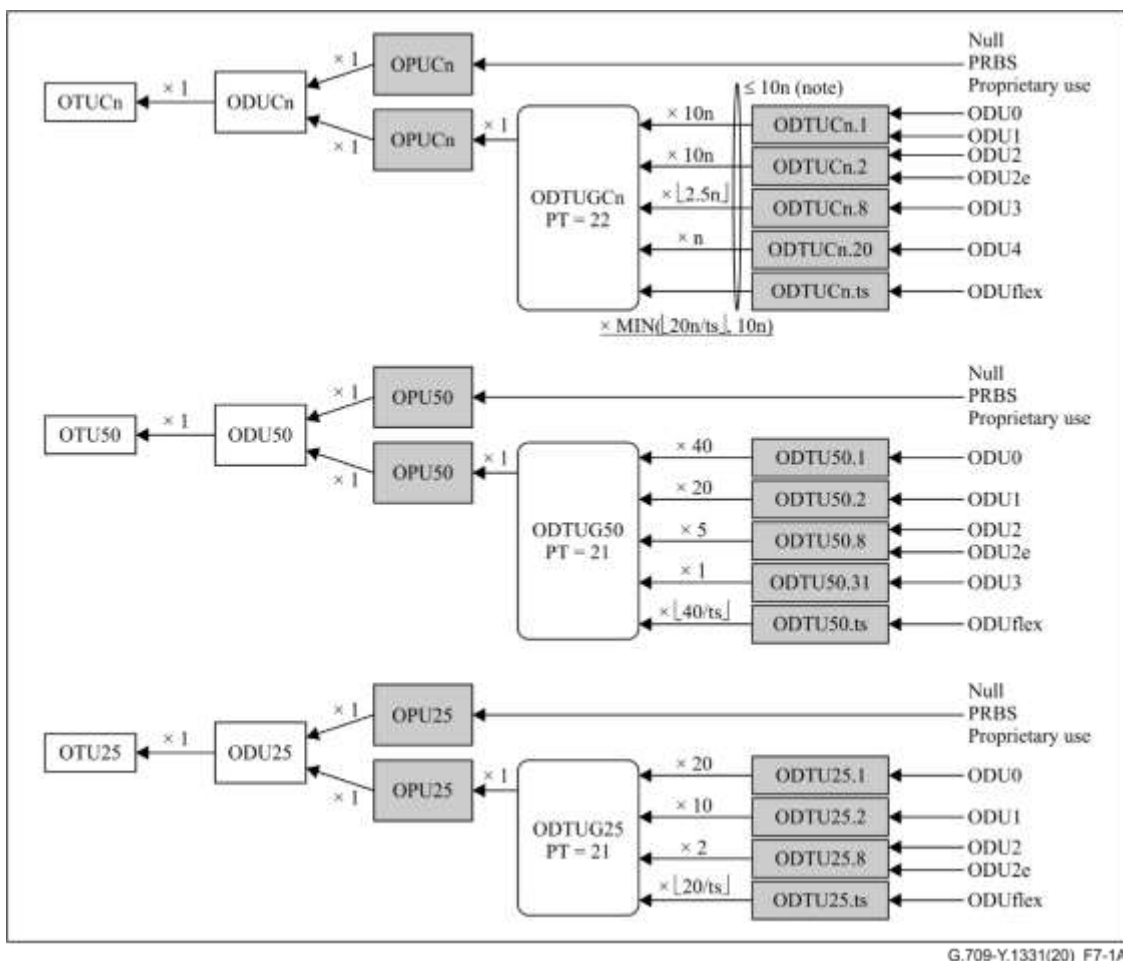 Null
× 1 OPUCn PRBS
× 1 Proprietary use
OTUCn ODUCn ≤ 10n (note)
× 10n ODTUCn.1 ODU0
ODU1
× 1 OPUCn × 1 × 10n ODTUCn.2 ODU2
ODU2e
ODTUGCn × ⌊2.5n⌋ ODTUCn.8 ODU3
PT = 22
× n ODTUCn.20 ODU4
ODTUCn.ts ODUflex
× MIN(⌊20n/ts⌋, 10n)
Null
× 1 OPU50 PRBS
× 1 Proprietary use
OTU50 ODU50
× 40 ODTU50.1 ODU0
× 1 OPU50 × 1
× 20 ODTU50.2 ODU1
ODTUG50 × 5 ODTU50.8 ODU2
PT = 21 ODU2e
× 1 ODTU50.31 ODU3
× ⌊40/ts⌋ ODTU50.ts ODUflex
Null
× 1 OPU25 PRBS
× 1 Proprietary use
OTU25 ODU25
× 20 ODTU25.1 ODU0
× 1 OPU25 × 1
× 10 ODTU25.2 ODU1
ODTUG25 × 2 ODTU25.8 ODU2
PT = 21 ODU2e
× ⌊20/ts⌋ ODTU25.ts ODUflex
G.709-Y.1331(20)_F7-1A